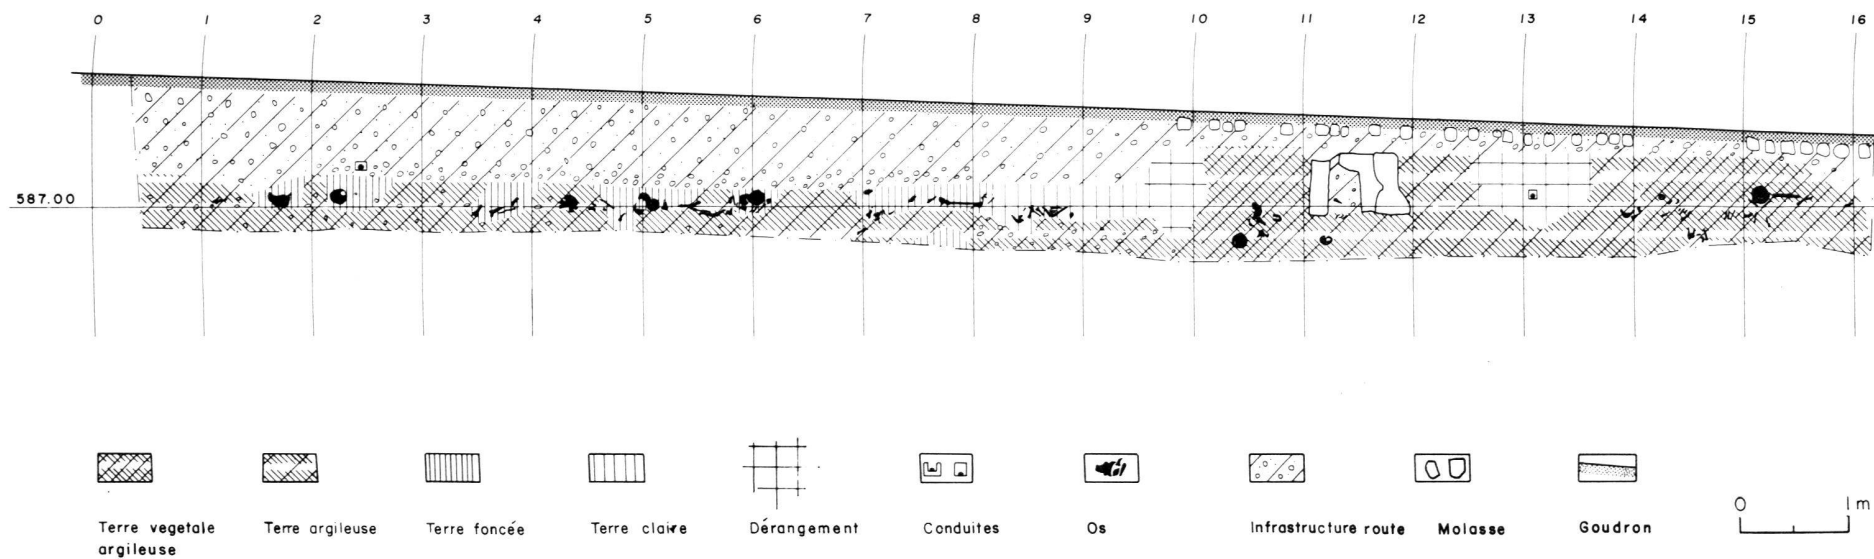 0 1 2 3 4 5 6 7 8 9 10 11 12 13 14 15 16
587.00
Terre vegetale argileuse
Terre argileuse
Terre foncée
Terre claire
Dérangement
Conduites
Os
Infrastructure route
Molasse
Goudron
0 1m